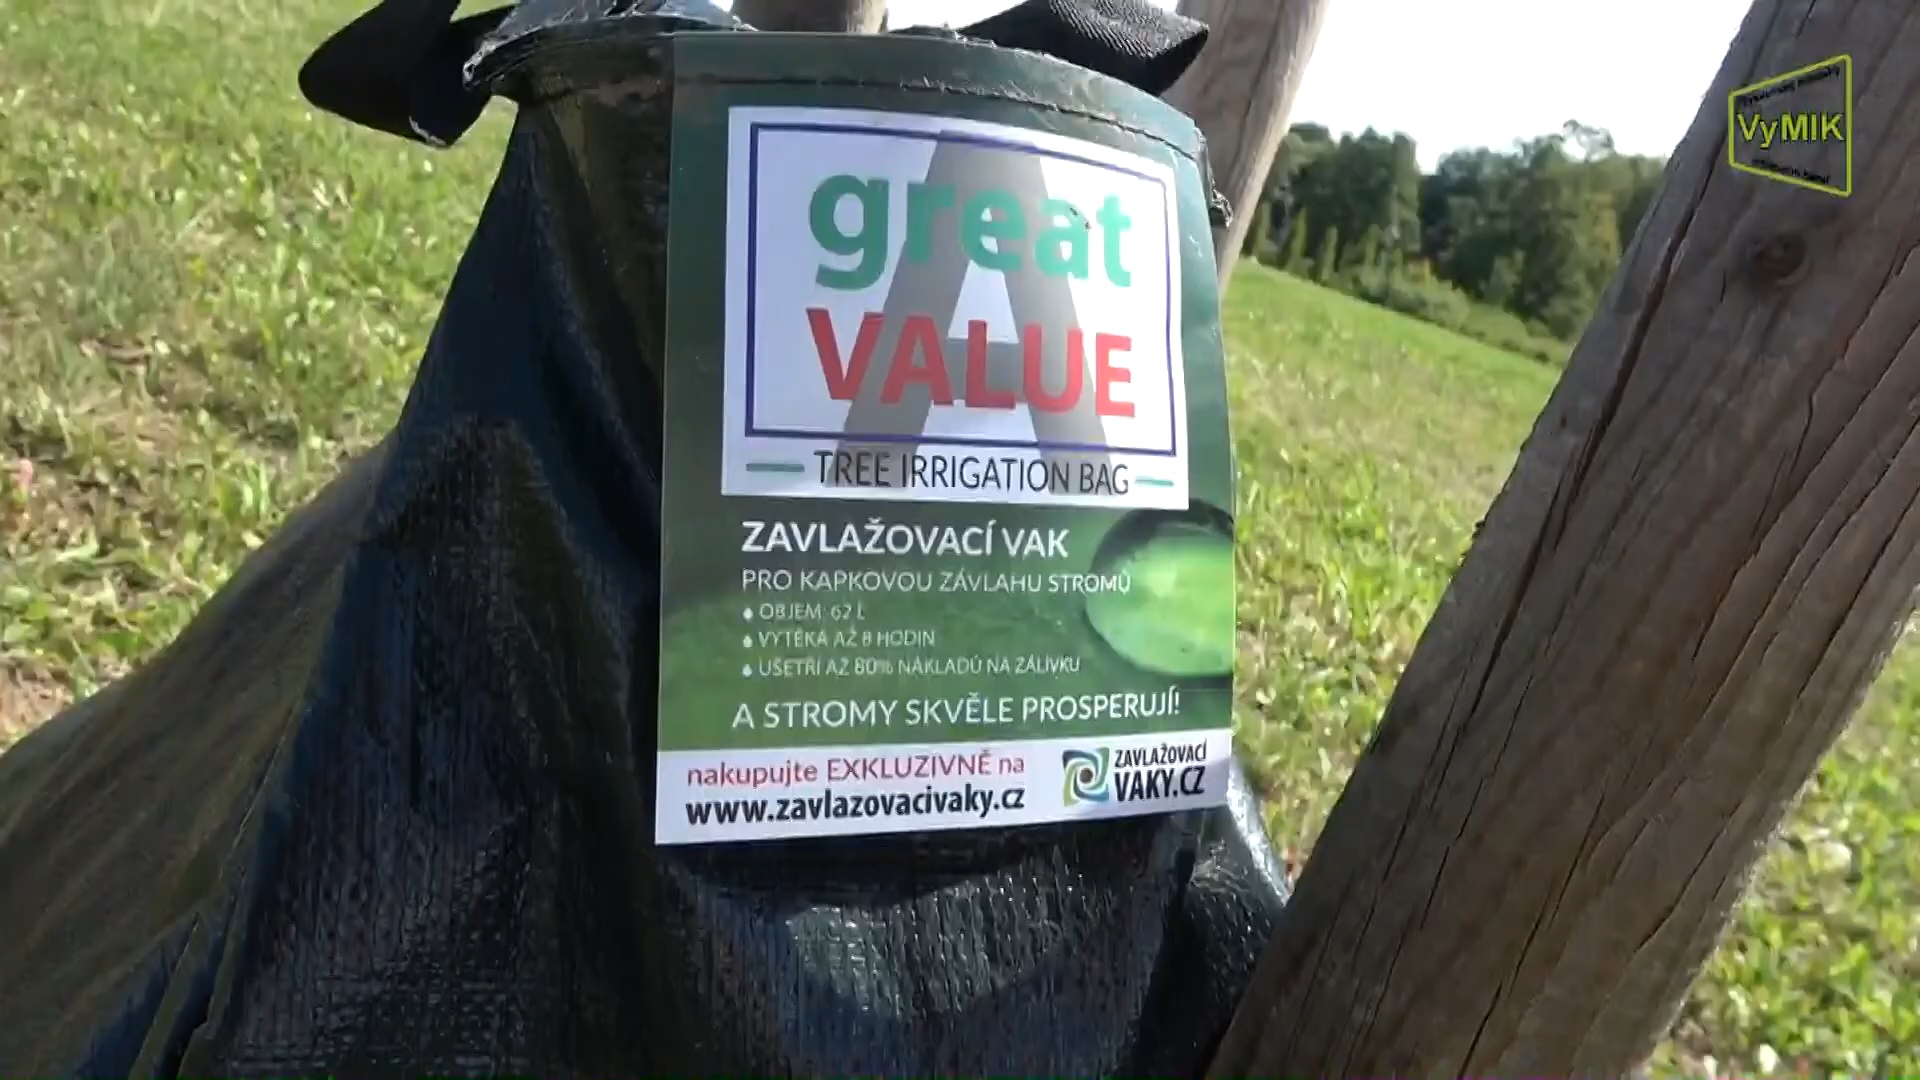 VyMIK
great
VALUE
TREE IRRIGATION BAG
ZAVLAŽOVACÍ VAK
PRO KAPKOVOU ZÁVLAHU STROMŮ
OBJEM: 62 L
VYTÉKÁ AŽ 8 HODIN
UŠETŘÍ AŽ 80% NÁKLADŮ NA ZÁLIVKU
A STROMY SKVĚLE PROSPERUJÍ!
nakupujte EXKLUZIVNĚ na
www.zavlazovacivaky.cz
ZAVLAŽOVACÍ
VAKY.CZ